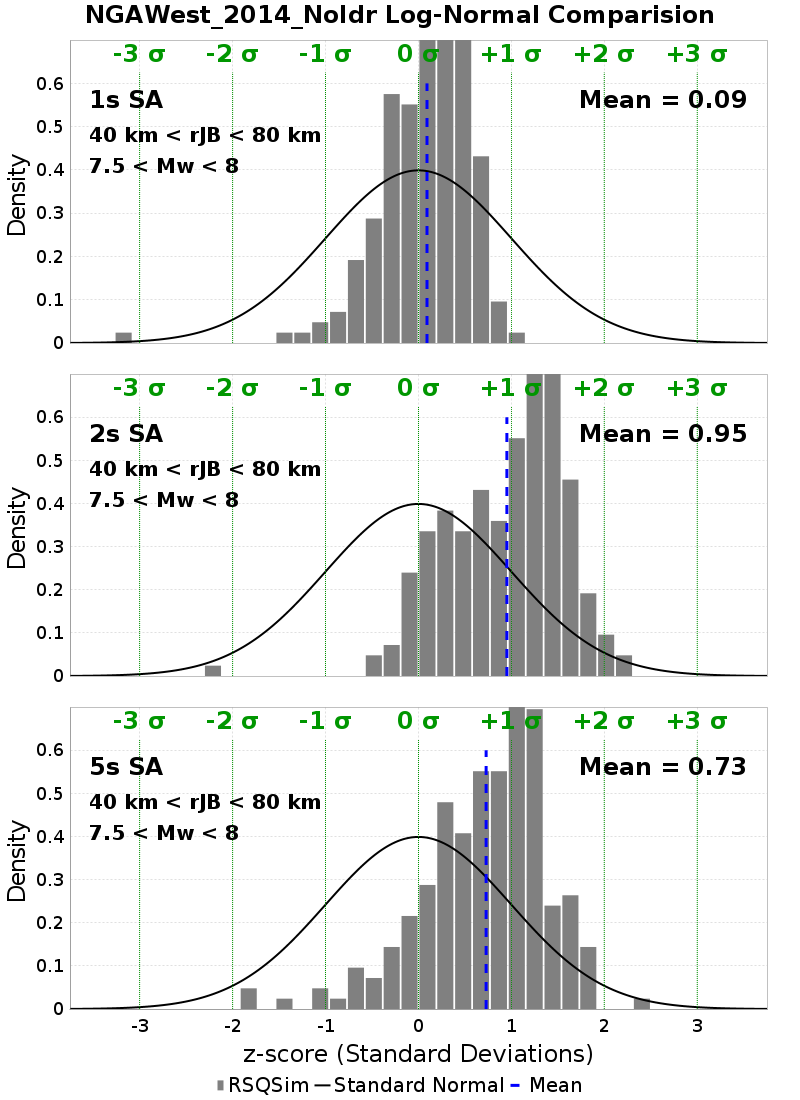 NGAWest_2014_NoIdr Log-Normal Comparision
-3 σ -2 σ -1 σ 0 σ +1 σ +2 σ +3 σ
1s SA Mean = 0.09
40 km < rJB < 80 km
7.5 < Mw < 8
Density
0.6
0.5
0.4
0.3
0.2
0.1
0
-3 σ -2 σ -1 σ 0 σ +1 σ +2 σ +3 σ
2s SA Mean = 0.95
40 km < rJB < 80 km
7.5 < Mw < 8
Density
0.6
0.5
0.4
0.3
0.2
0.1
0
-3 σ -2 σ -1 σ 0 σ +1 σ +2 σ +3 σ
5s SA Mean = 0.73
40 km < rJB < 80 km
7.5 < Mw < 8
Density
0.6
0.5
0.4
0.3
0.2
0.1
0
-3 -2 -1 0 1 2 3
z-score (Standard Deviations)
RSQSim Standard Normal Mean